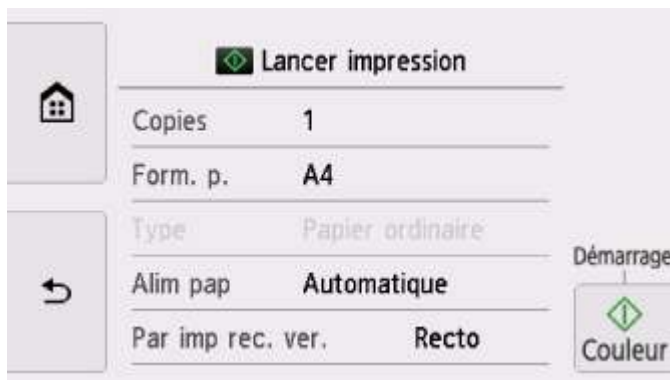 Lancer impression
Copies 1
Form. p. A4
Type Papier ordinaire
Alim pap Automatique
Par imp rec. ver. Recto
Démarrage
Couleur